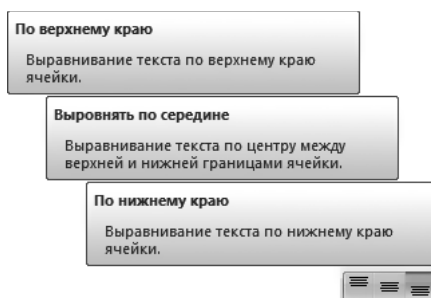 По верхнему краю
Выравнивание текста по верхнему краю
ячейки.
Выровнять по середине
Выравнивание текста по центру между
верхней и нижней границами ячейки.
По нижнему краю
Выравнивание текста по нижнему краю
ячейки.